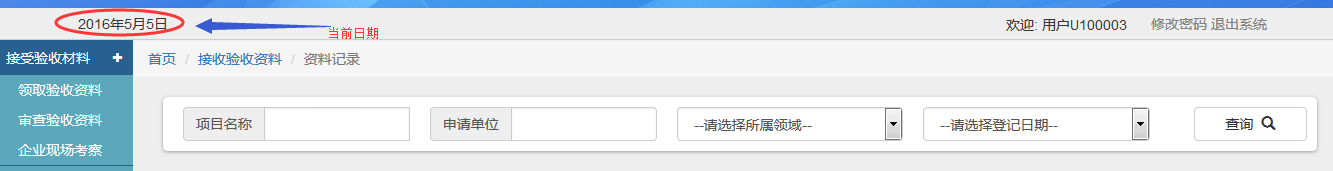 2016年5月5日
当前日期
欢迎: 用户U100003 修改密码 退出系统
接受验收材料 +
首页 / 接收验收资料 / 资料记录
领取验收资料
审查验收资料
企业现场考察
项目名称 申请单位 --请选择所属领域-- --请选择登记日期-- 查询